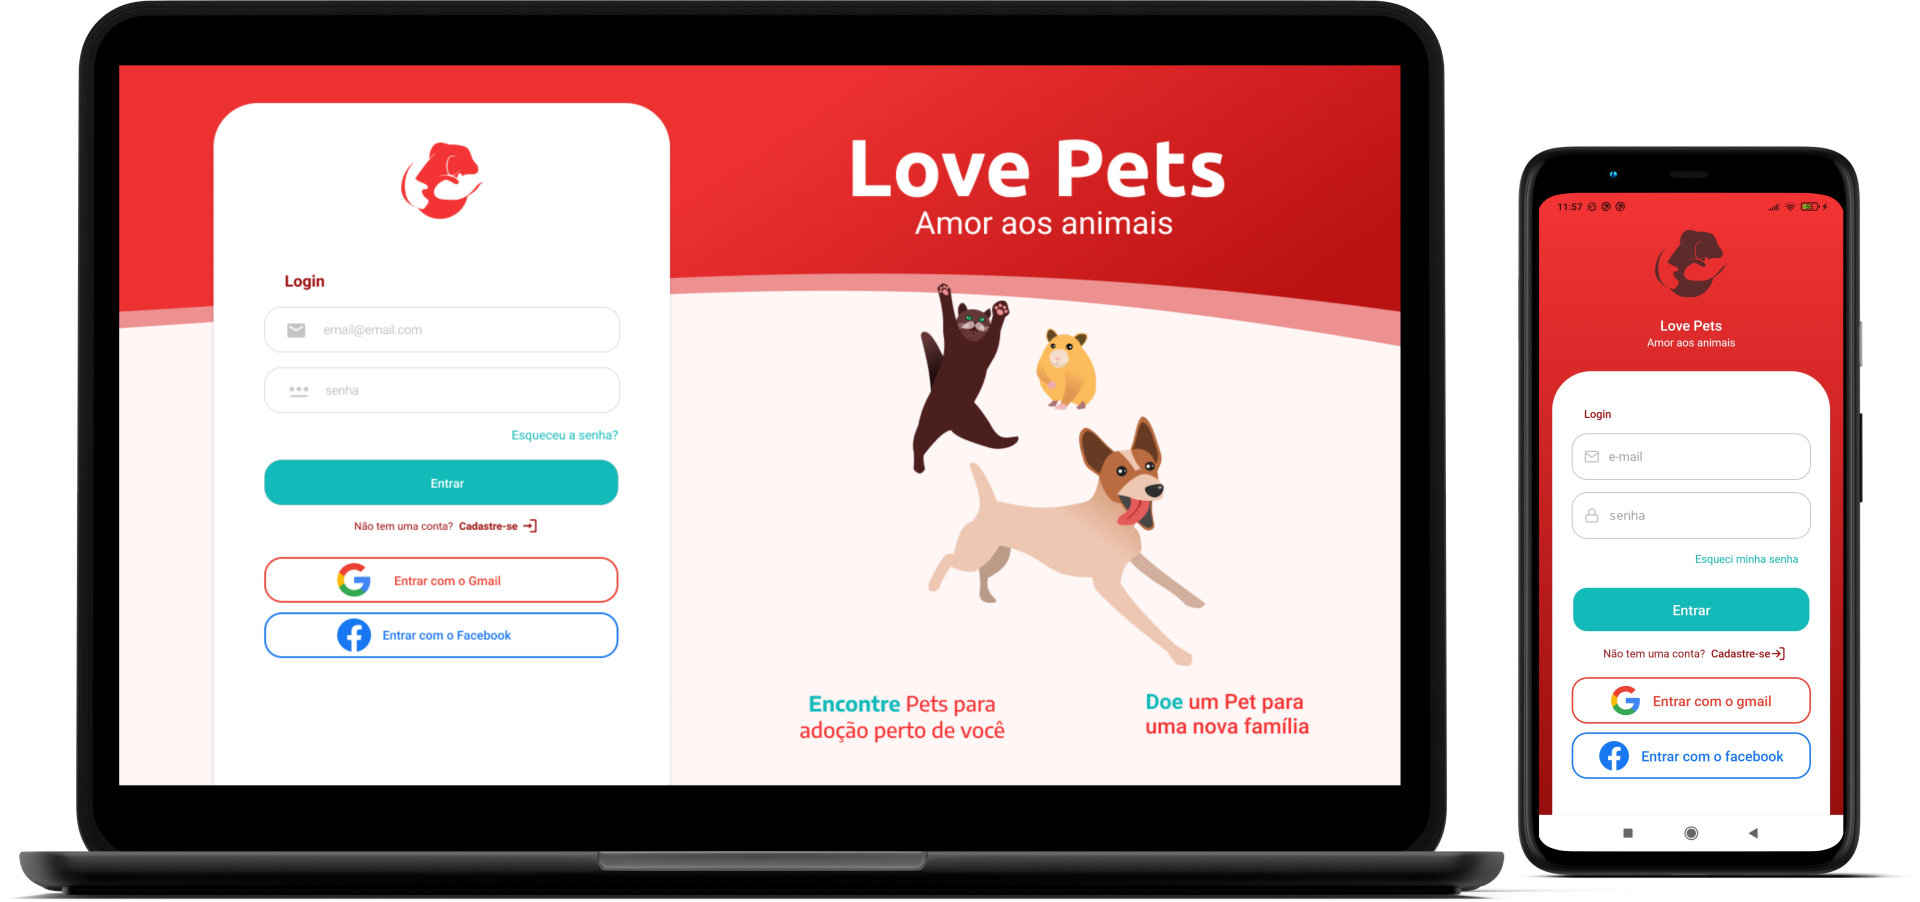 Love Pets
Amor aos animais
Login
email@email.com
senha
Esqueceu a senha?
Entrar
Não tem uma conta? Cadastre-se
Entrar com o Gmail
Entrar com o Facebook
Encontre Pets para
adoção perto de você
Doe um Pet para
uma nova família
11:57
Love Pets
Amor aos animais
Login
e-mail
senha
Esqueci minha senha
Entrar
Não tem uma conta? Cadastre-se
Entrar com o gmail
Entrar com o facebook